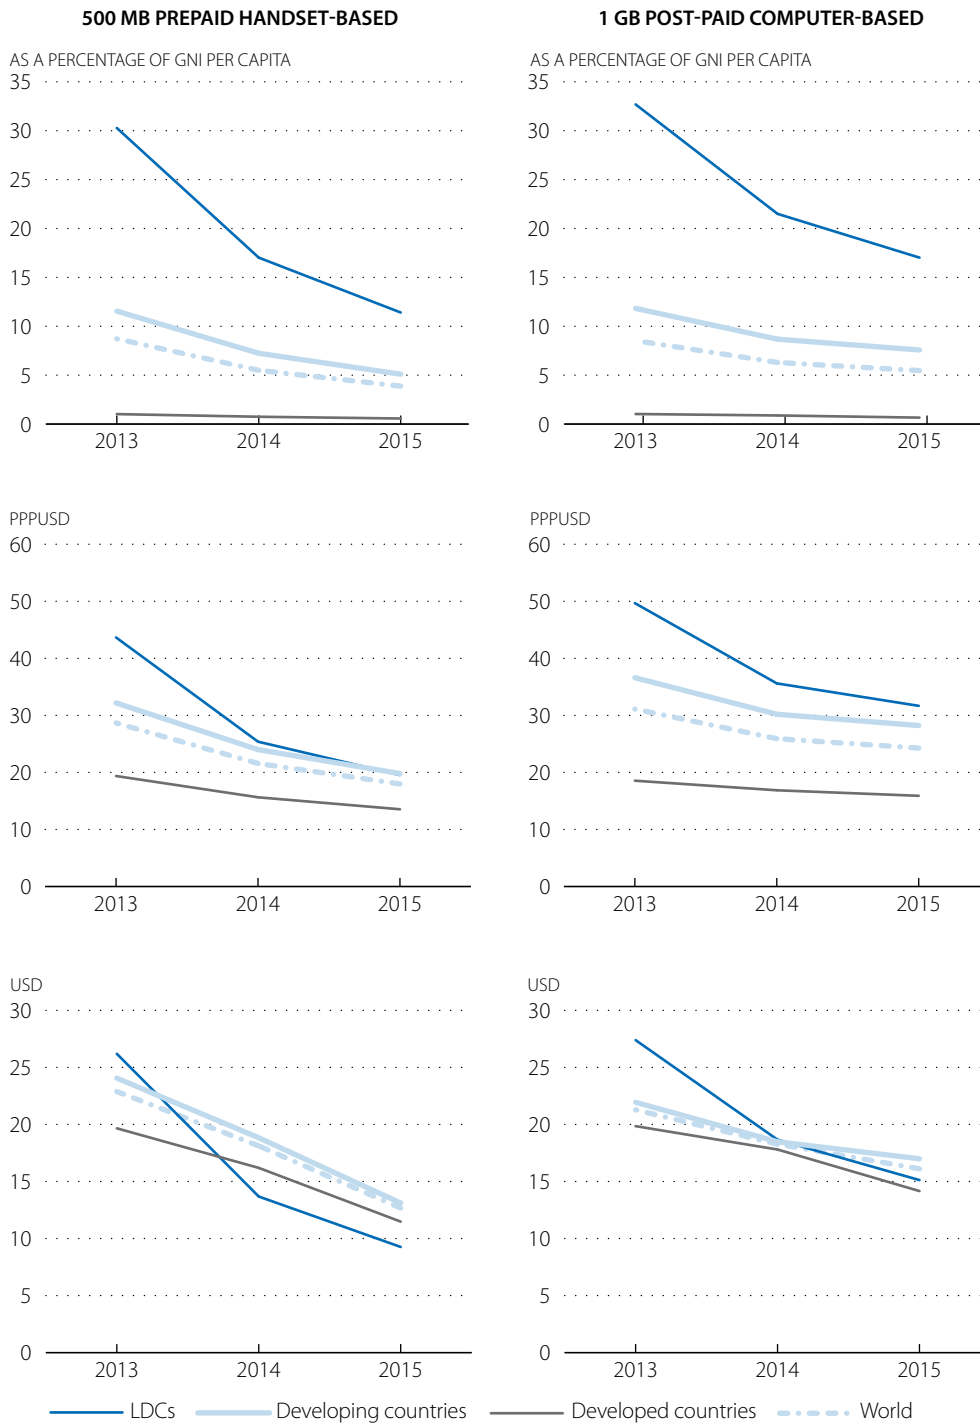 500 MB PREPAID HANDSET-BASED
AS A PERCENTAGE OF GNI PER CAPITA
35
30
25
20
15
10
5
0
2013 2014 2015
1 GB POST-PAID COMPUTER-BASED
AS A PERCENTAGE OF GNI PER CAPITA
35
30
25
20
15
10
5
0
2013 2014 2015
PPPUSD
60
50
40
30
20
10
0
2013 2014 2015
PPPUSD
60
50
40
30
20
10
0
2013 2014 2015
USD
30
25
20
15
10
5
0
2013 2014 2015
USD
30
25
20
15
10
5
0
2013 2014 2015
LDCs Developing countries Developed countries World